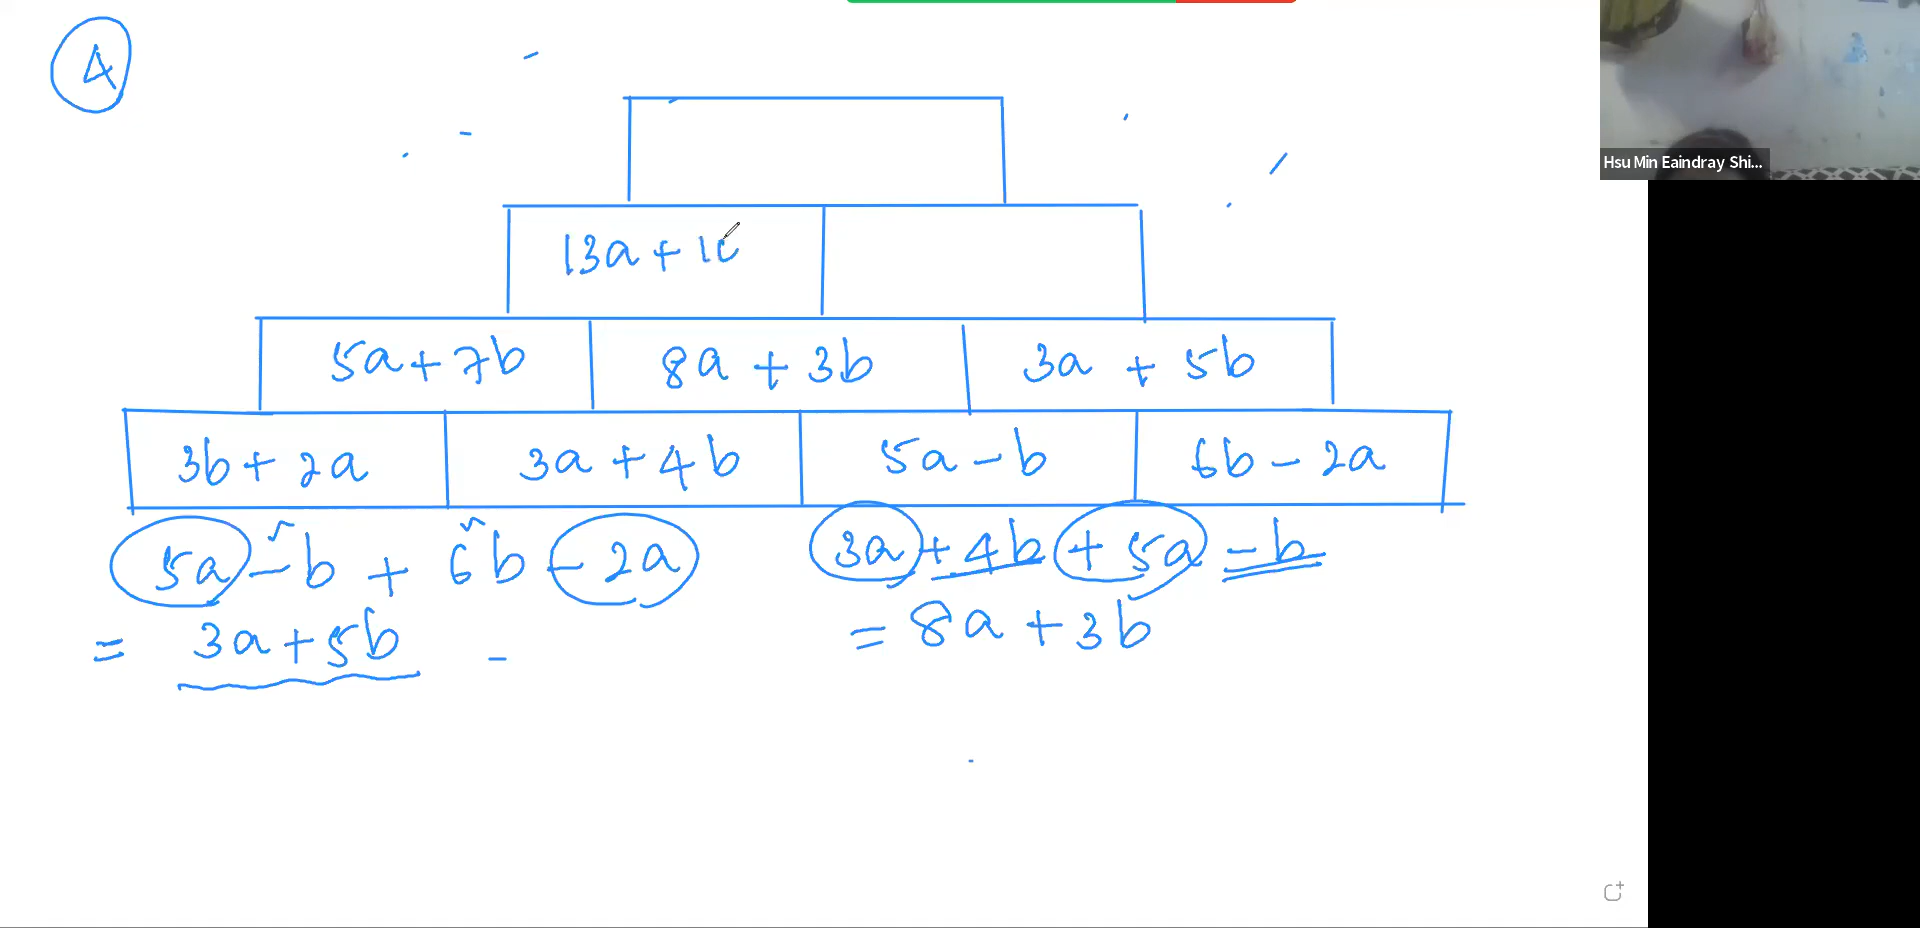 4
Hsu Min Eaindray Shi...
13a + 10
5a + 7b 8a + 3b 3a + 5b
3b + 2a 3a + 4b 5a - b 6b - 2a
5a - b + 6b - 2a 3a + 4b + 5a - b
= 3a + 5b - = 8a + 3b